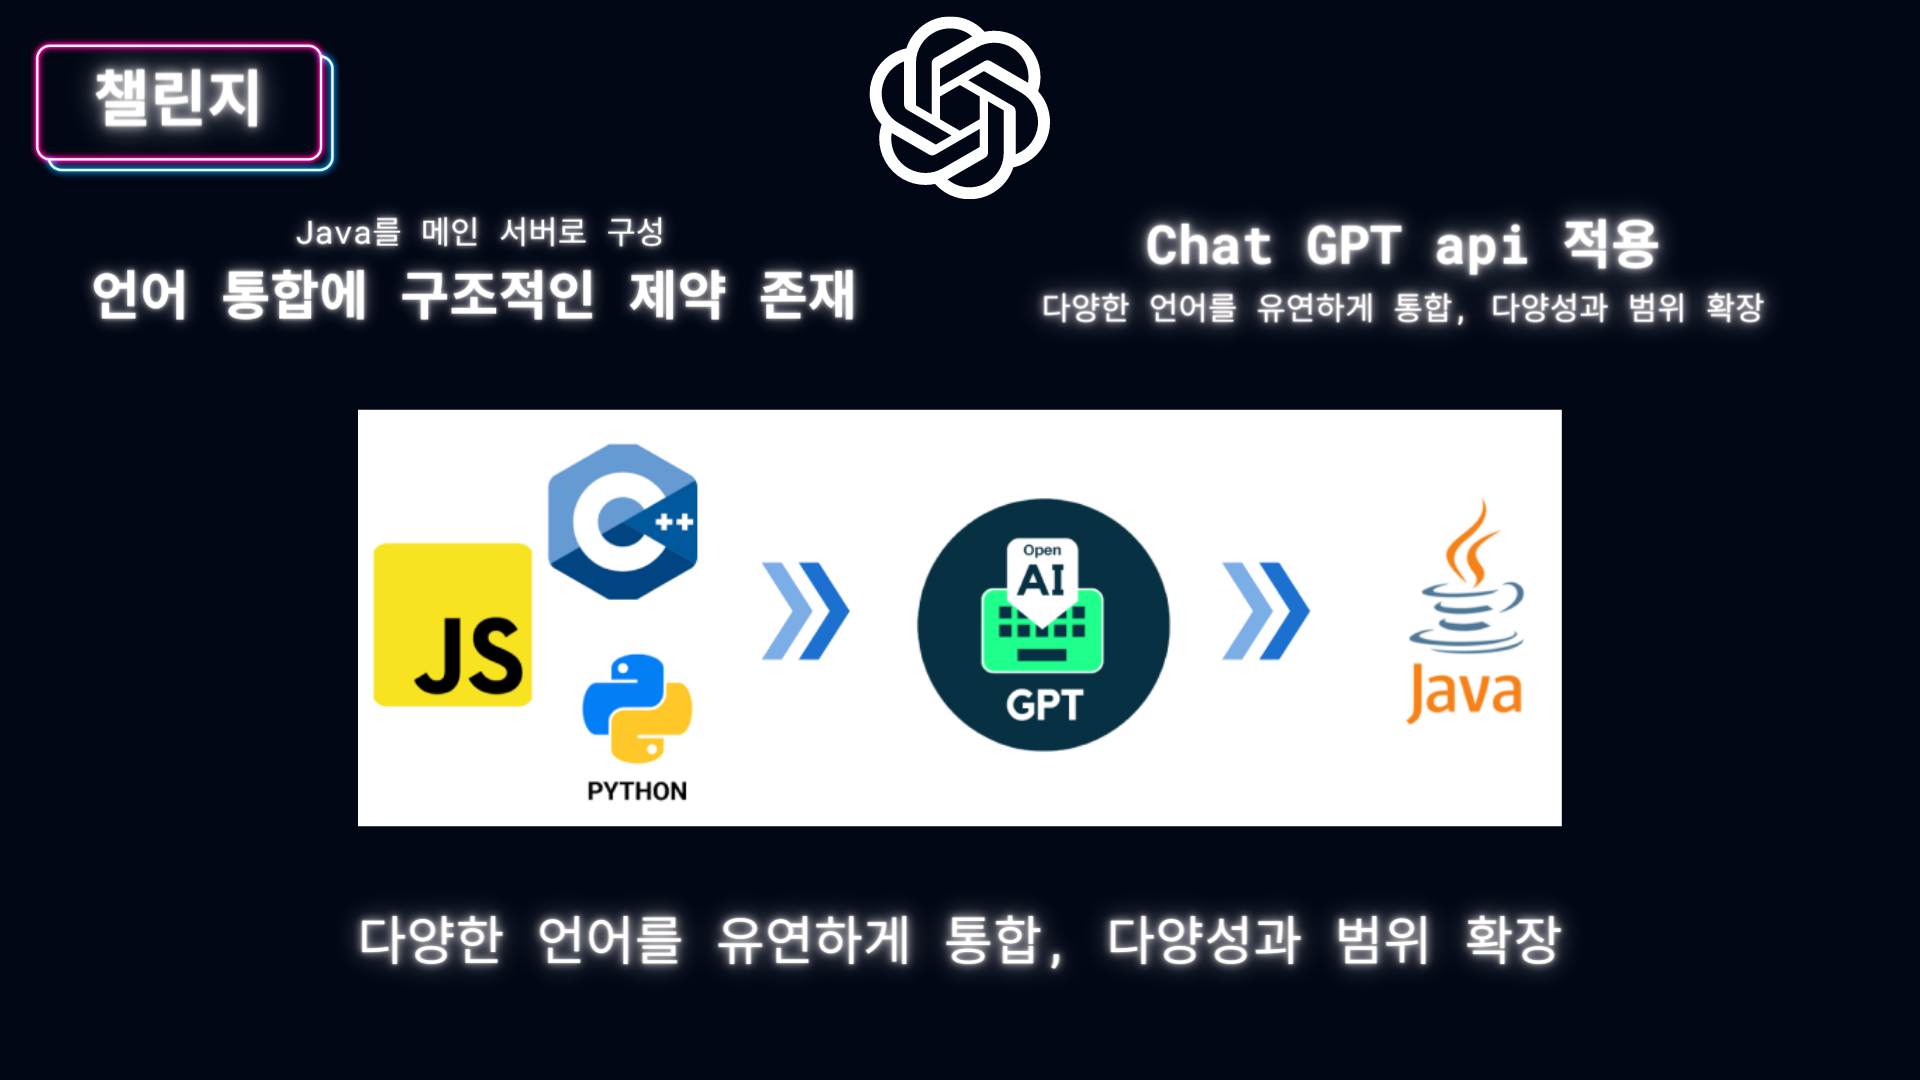 챌린지
Java를 메인 서버로 구성
언어 통합에 구조적인 제약 존재
Chat GPT api 적용
다양한 언어를 유연하게 통합, 다양성과 범위 확장
C++
JS
PYTHON
Open
AI
GPT
Java
다양한 언어를 유연하게 통합, 다양성과 범위 확장